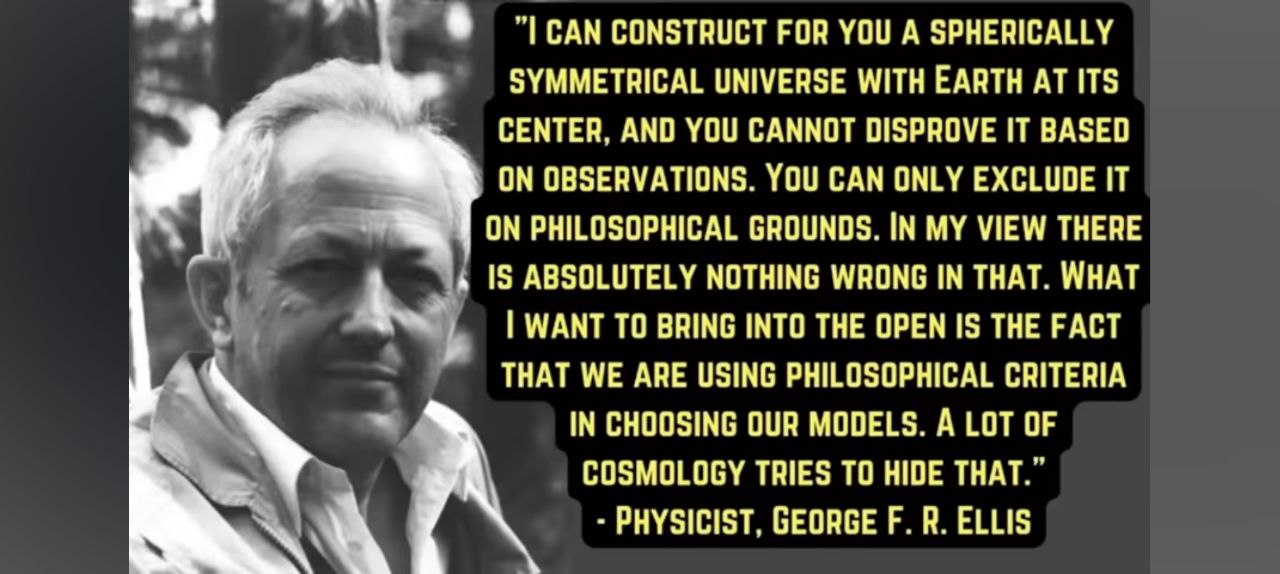 "I CAN CONSTRUCT FOR YOU A SPHERICALLY
SYMMETRICAL UNIVERSE WITH EARTH AT ITS
CENTER, AND YOU CANNOT DISPROVE IT BASED
ON OBSERVATIONS. YOU CAN ONLY EXCLUDE IT
ON PHILOSOPHICAL GROUNDS. IN MY VIEW THERE
IS ABSOLUTELY NOTHING WRONG IN THAT. WHAT
I WANT TO BRING INTO THE OPEN IS THE FACT
THAT WE ARE USING PHILOSOPHICAL CRITERIA
IN CHOOSING OUR MODELS. A LOT OF
COSMOLOGY TRIES TO HIDE THAT."
- PHYSICIST, GEORGE F. R. ELLIS